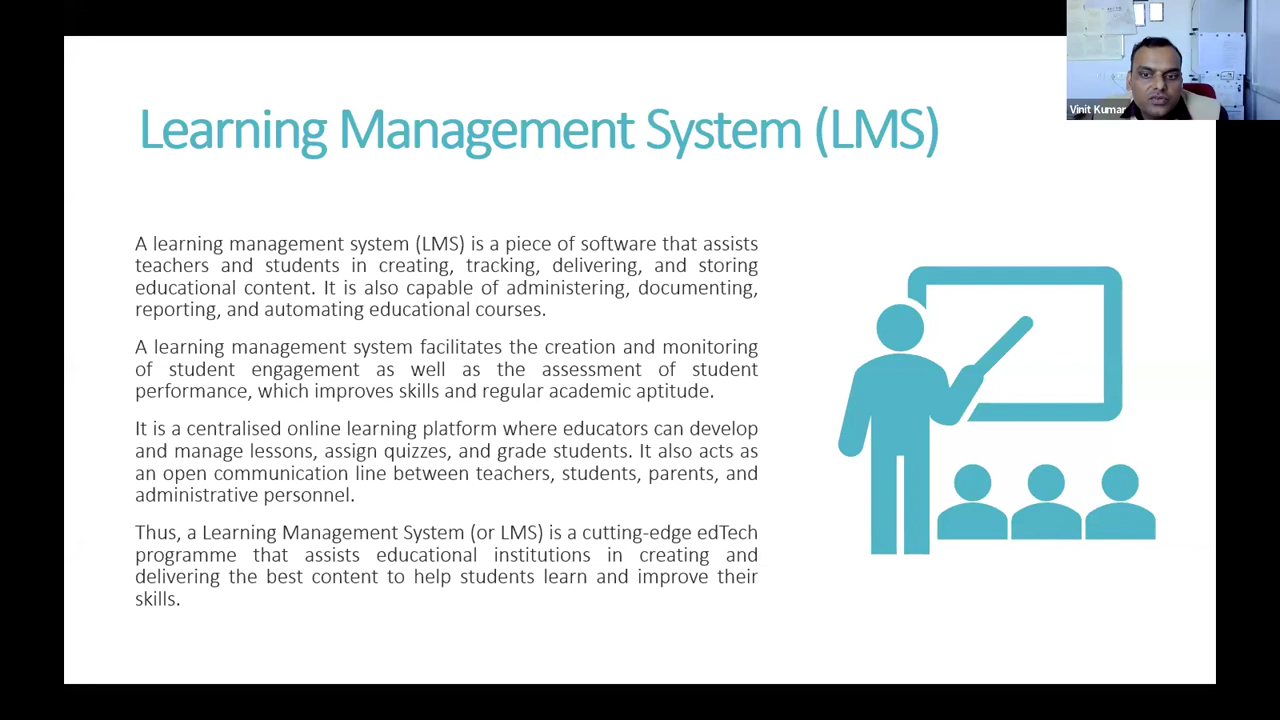 Learning Management System (LMS)
Vinit Kumar
A learning management system (LMS) is a piece of software that assists
teachers and students in creating, tracking, delivering, and storing
educational content. It is also capable of administering, documenting,
reporting, and automating educational courses.
A learning management system facilitates the creation and monitoring
of student engagement as well as the assessment of student
performance, which improves skills and regular academic aptitude.
It is a centralised online learning platform where educators can develop
and manage lessons, assign quizzes, and grade students. It also acts as
an open communication line between teachers, students, parents, and
administrative personnel.
Thus, a Learning Management System (or LMS) is a cutting-edge edTech
programme that assists educational institutions in creating and
delivering the best content to help students learn and improve their
skills.